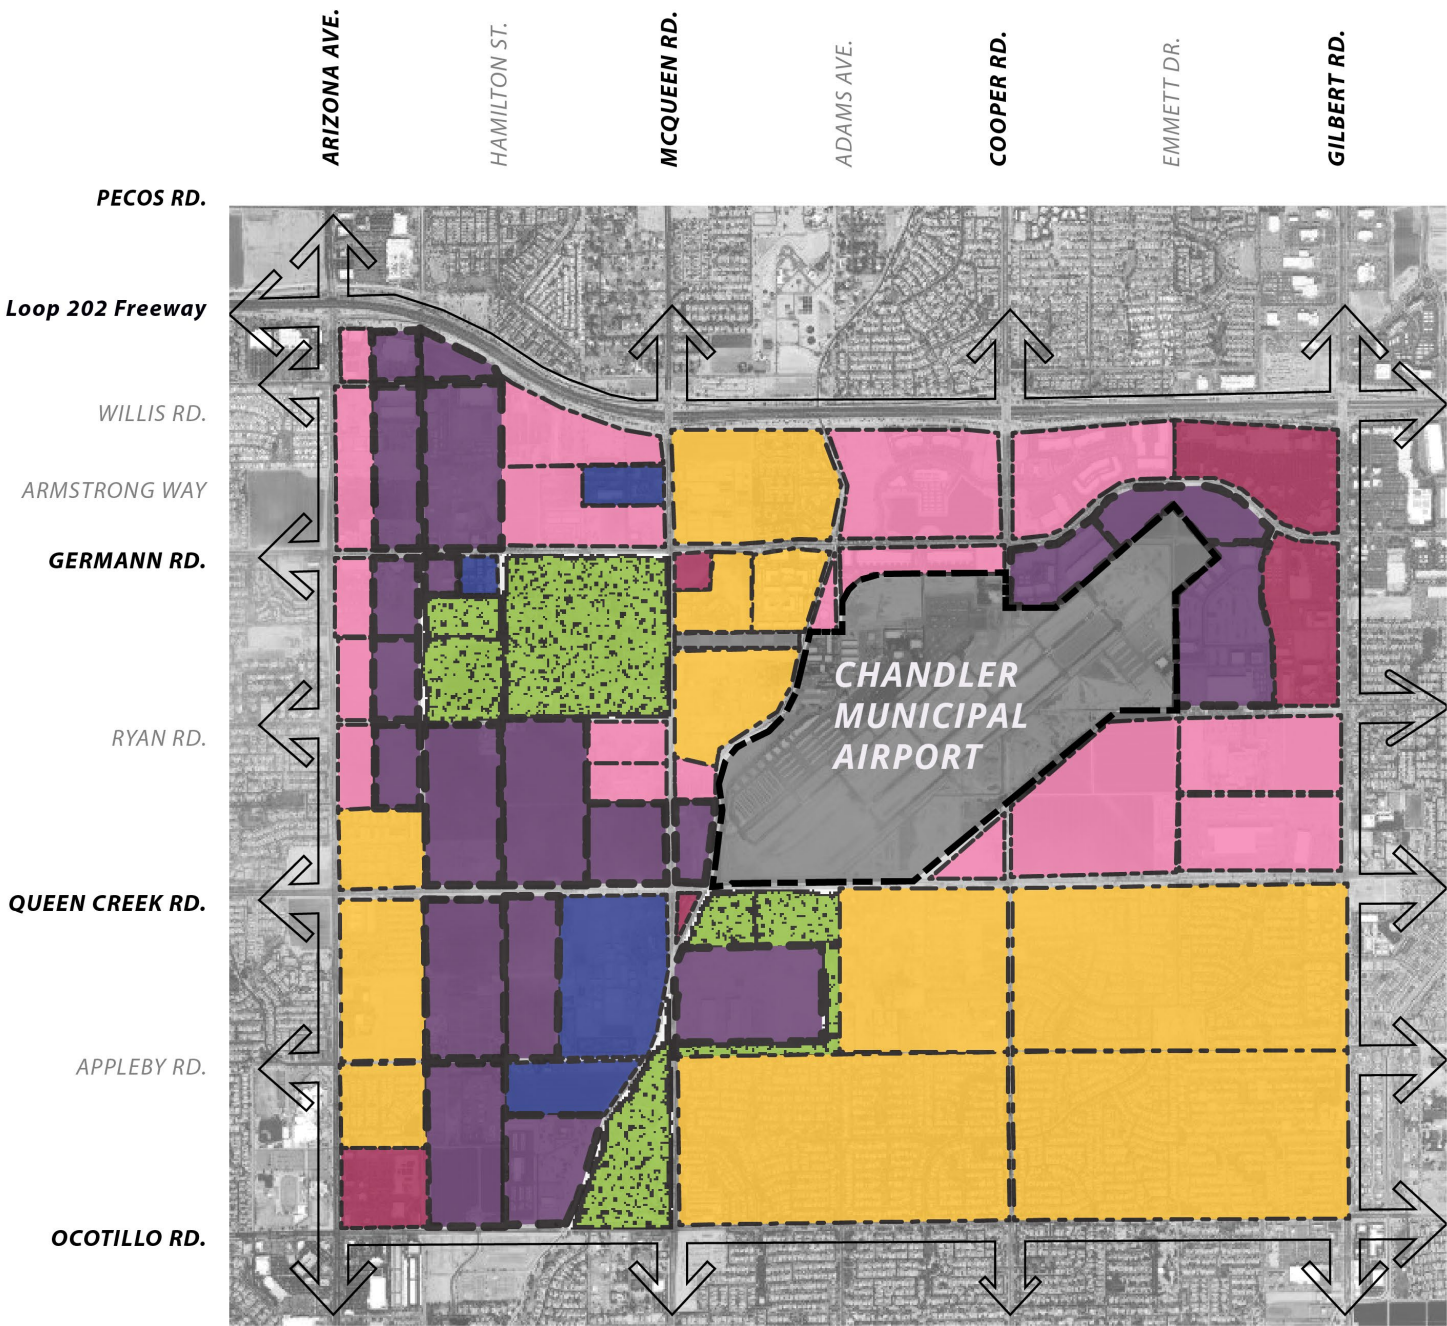 ARIZONA AVE.
HAMILTON ST.
MCQUEEN RD.
ADAMS AVE.
COOPER RD.
EMMETT DR.
GILBERT RD.
PECOS RD.
Loop 202 Freeway
WILLIS RD.
ARMSTRONG WAY
GERMANN RD.
CHANDLER
MUNICIPAL
AIRPORT
RYAN RD.
QUEEN CREEK RD.
APPLEBY RD.
OCOTILLO RD.